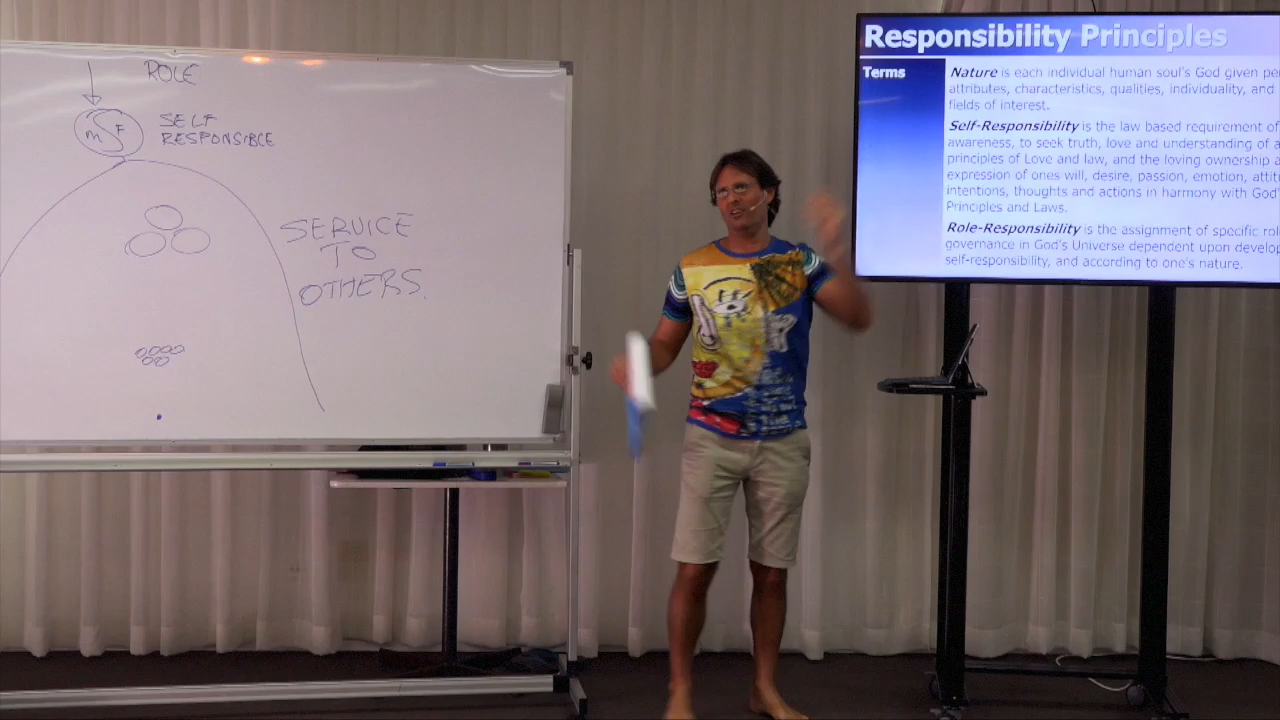 ROLE
m F
SELF
RESPONSIBLE
SERVICE
TO
OTHERS.
Responsibility Principles
Terms
Nature is each individual human soul's God given
attributes, characteristics, qualities, individuality, and
fields of interest.
Self-Responsibility is the law based requirement of
awareness, to seek truth, love and understanding of
principles of Love and law, and the loving ownership
expression of ones will, desire, passion, emotion,
intentions, thoughts and actions in harmony with God's
Principles and Laws.
Role-Responsibility is the assignment of specific
governance in God's Universe dependent upon
self-responsibility, and according to one's nature.